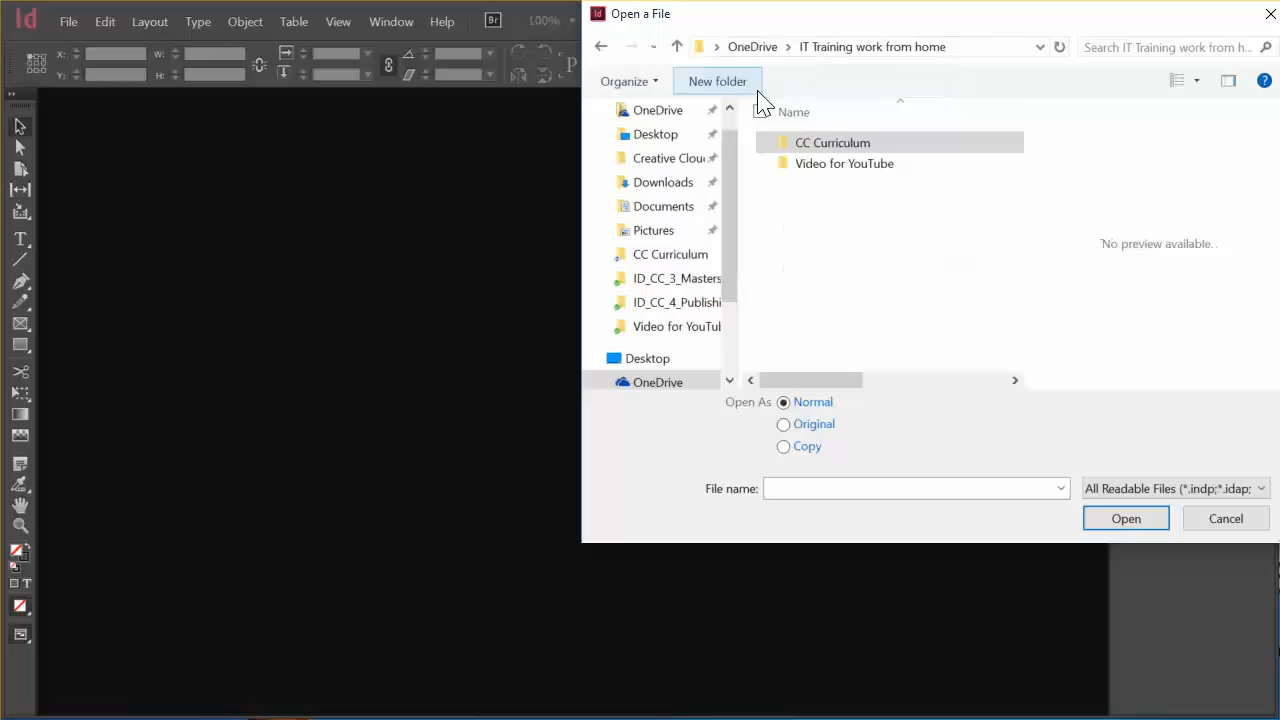 Id File Edit Layout Type Object Table View Window Help Br 100%
X: W:
Y: H:
P
T
T
Id Open a File
OneDrive IT Training work from home Search IT Training work from h...
Organize New folder
OneDrive
Desktop
Creative Clou
Downloads
Documents
Pictures
CC Curriculum
ID_CC_3_Masters
ID_CC_4_Publishi
Video for YouTub
Desktop
OneDrive
Name
CC Curriculum
Video for YouTube
No preview available..
Open As Normal
Original
Copy
File name: All Readable Files (*.indp;*.idap;
Open Cancel